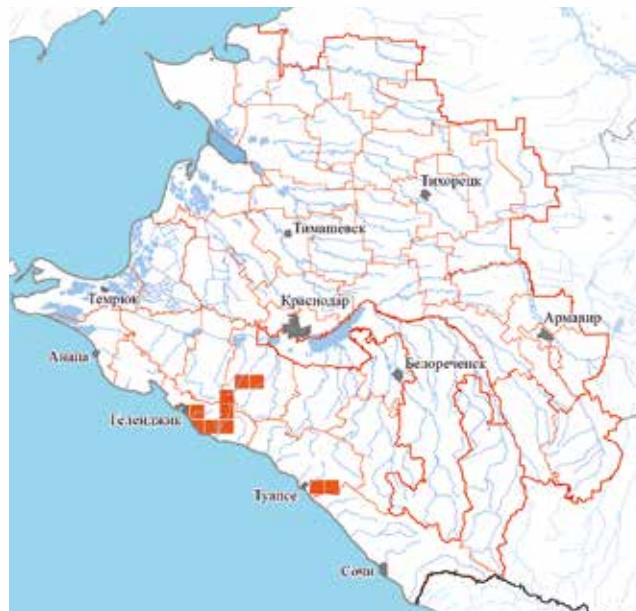 Тихорецк
Тимашевск
Темрюк
Краснодар
Армавир
Анапа
Белореченск
Геленджик
Туапсе
Сочи